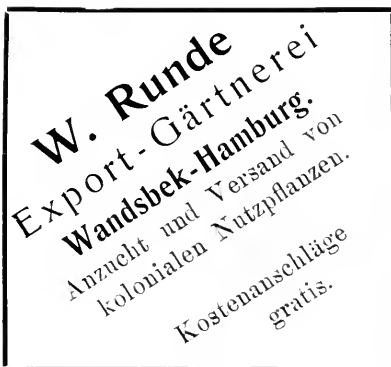 W. Runde
Export-Gärtnerei
Wandsbek-Hamburg.
Anzucht und Versand von
kolonialen Nutzpflanzen.
Kostenanschläge
gratis.